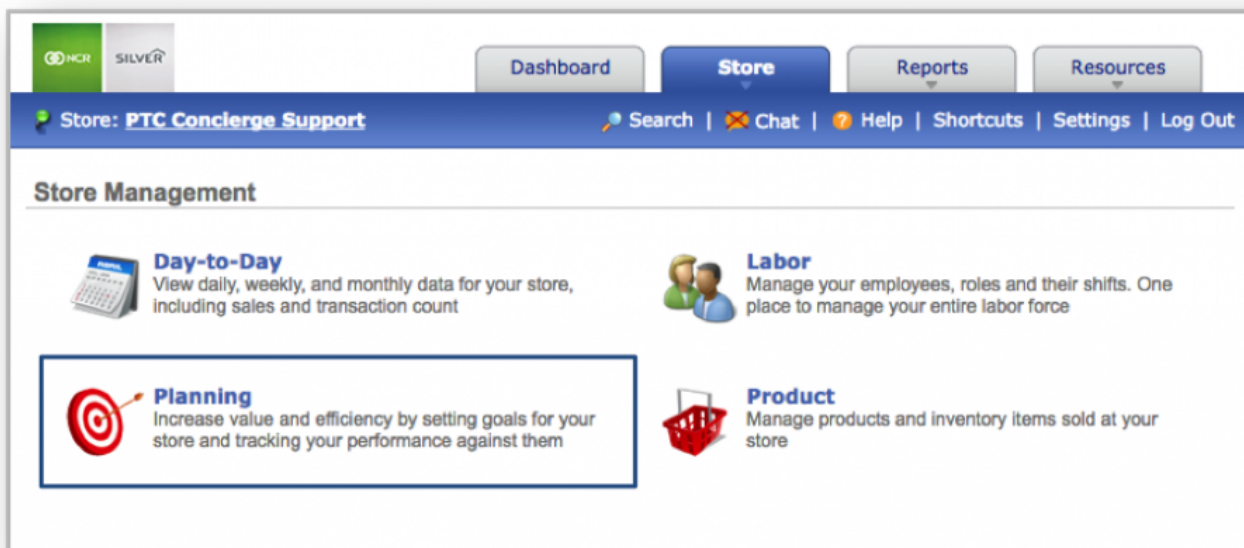 NCR SILVER
Dashboard Store Reports Resources
Store: PTC Concierge Support Search | Chat | Help | Shortcuts | Settings | Log Out
Store Management
Day-to-Day
View daily, weekly, and monthly data for your store,
including sales and transaction count
Labor
Manage your employees, roles and their shifts. One
place to manage your entire labor force
Planning
Increase value and efficiency by setting goals for your
store and tracking your performance against them
Product
Manage products and inventory items sold at your
store